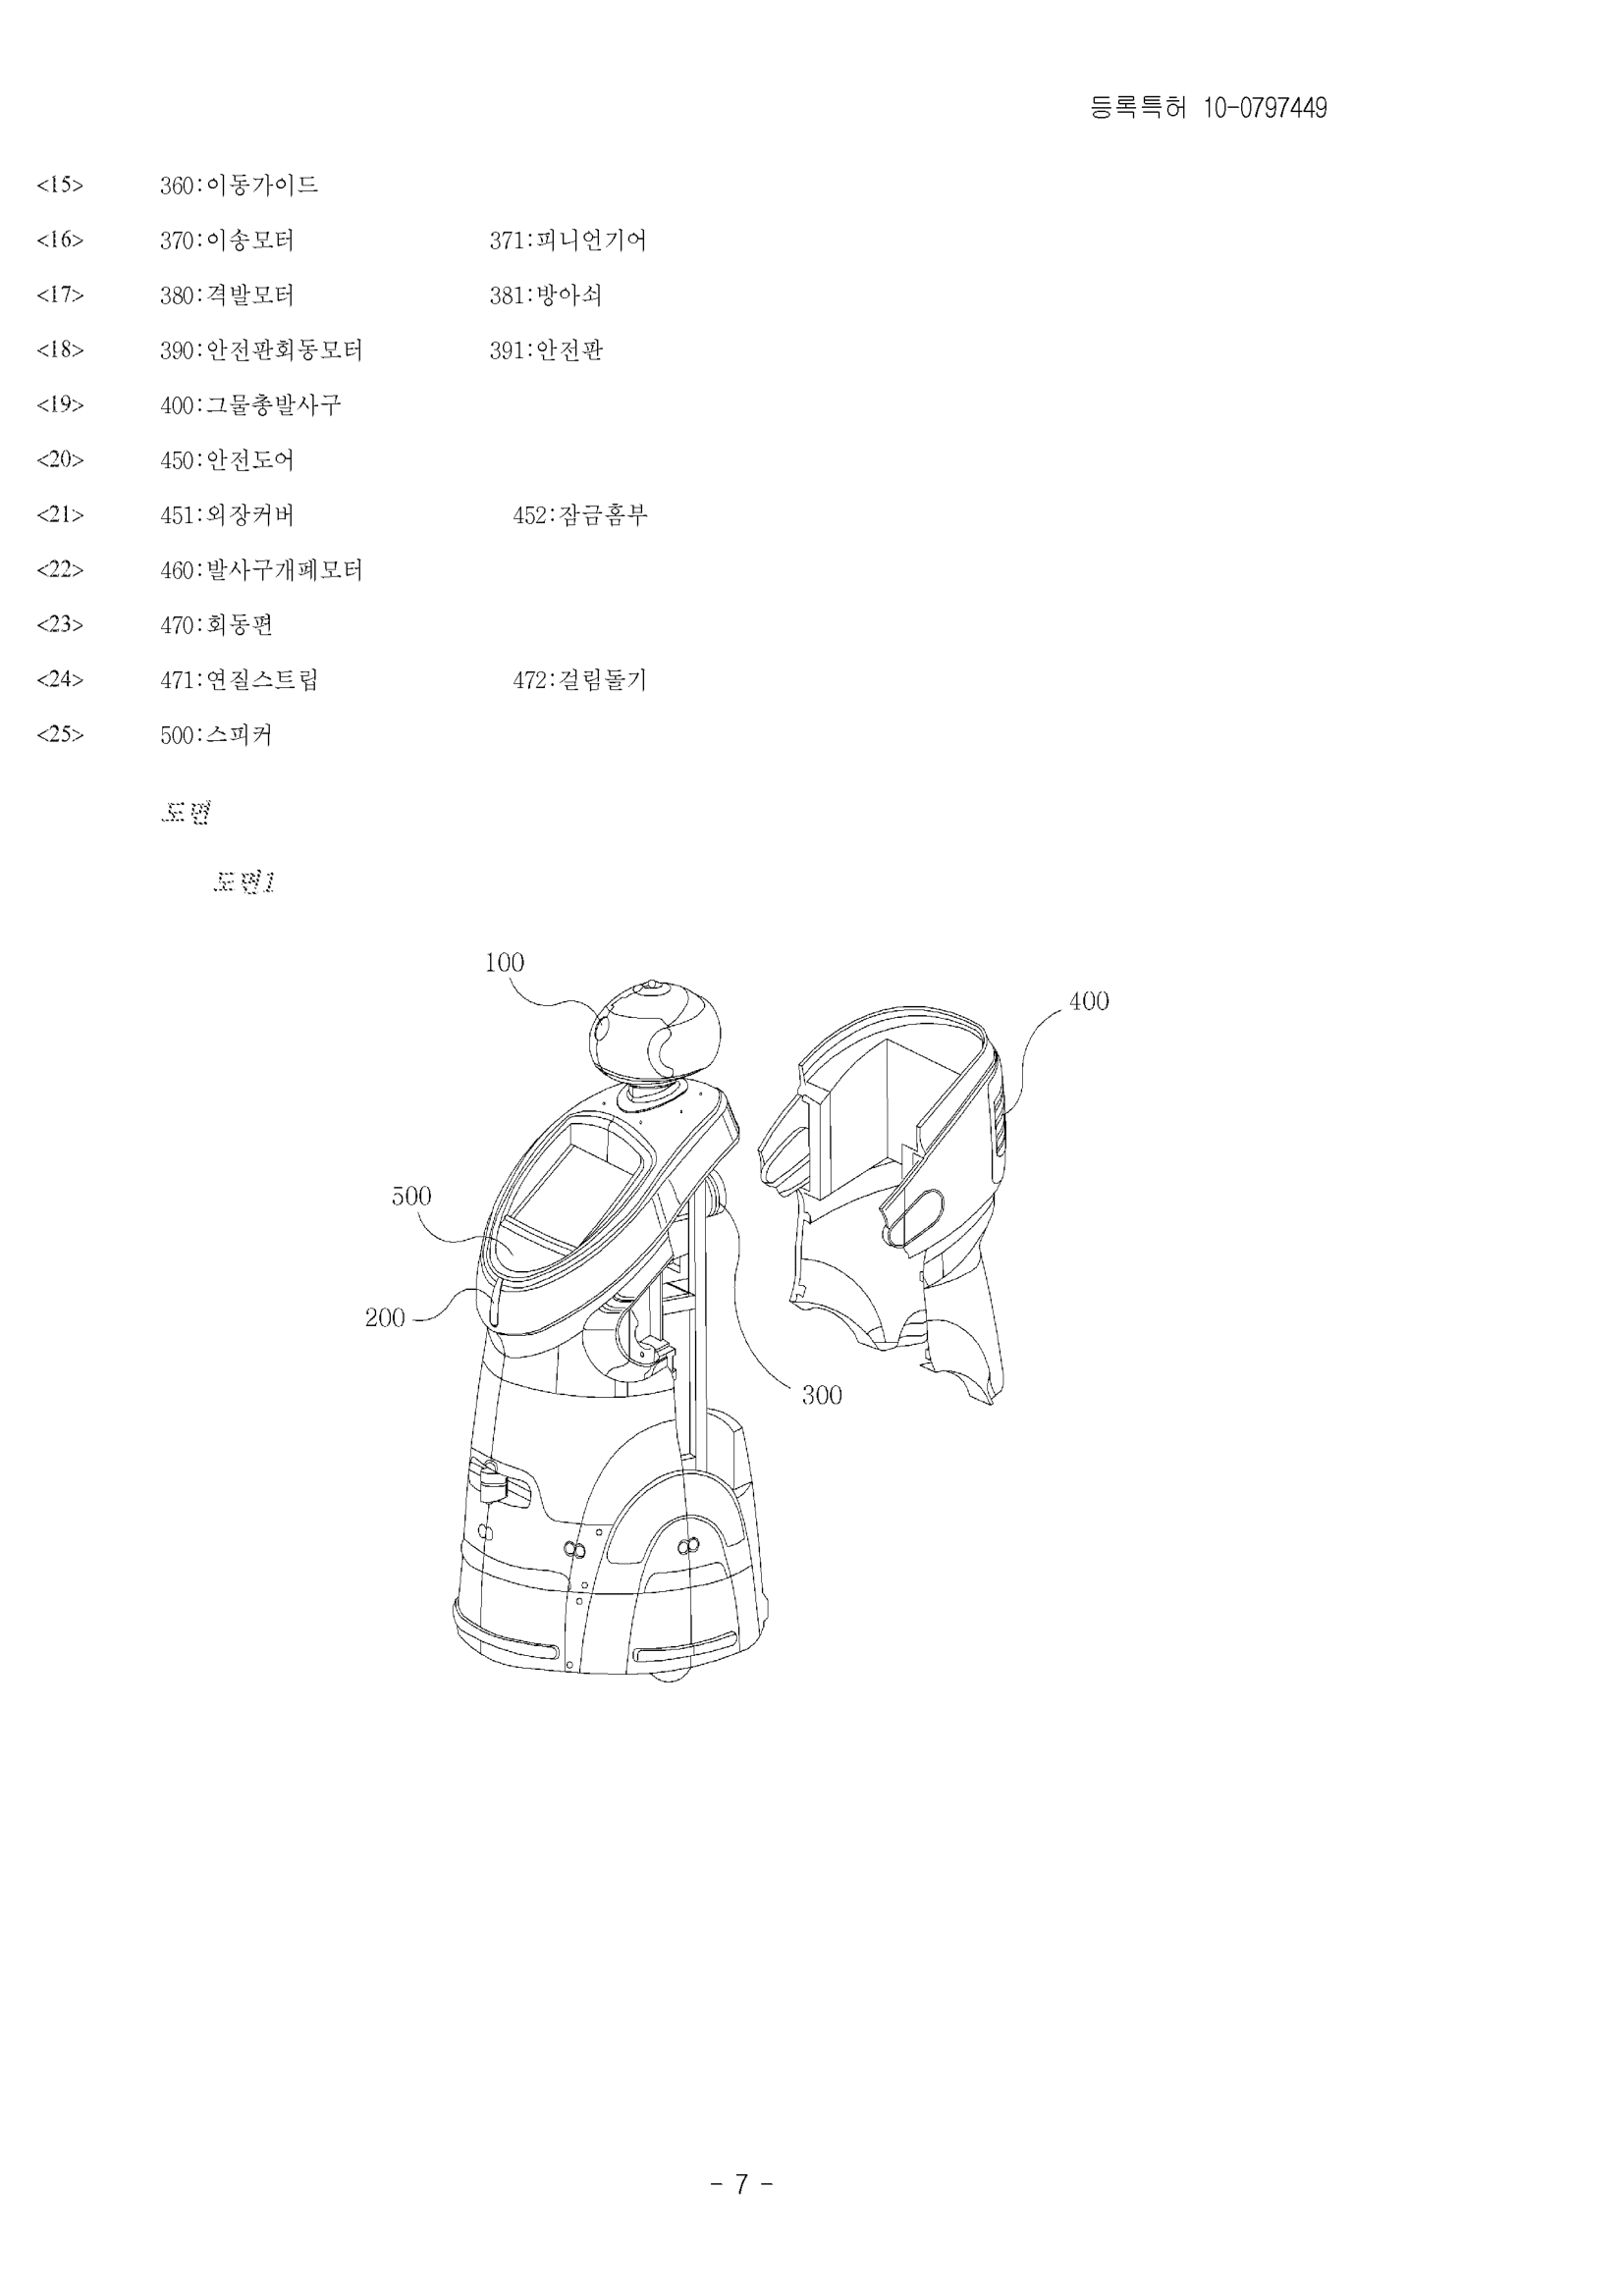 등록특허 10-0797449
<15> 360:이동가이드
<16> 370:이송모터 371:피니언기어
<17> 380:격발모터 381:방아쇠
<18> 390:안전판회동모터 391:안전판
<19> 400:그물총발사구
<20> 450:안전도어
<21> 451:외장커버 452:잠금홈부
<22> 460:발사구개폐모터
<23> 470:회동편
<24> 471:연질스트립 472:걸림돌기
<25> 500:스피커
도면
도면1
100
400
500
200
300
- 7 -